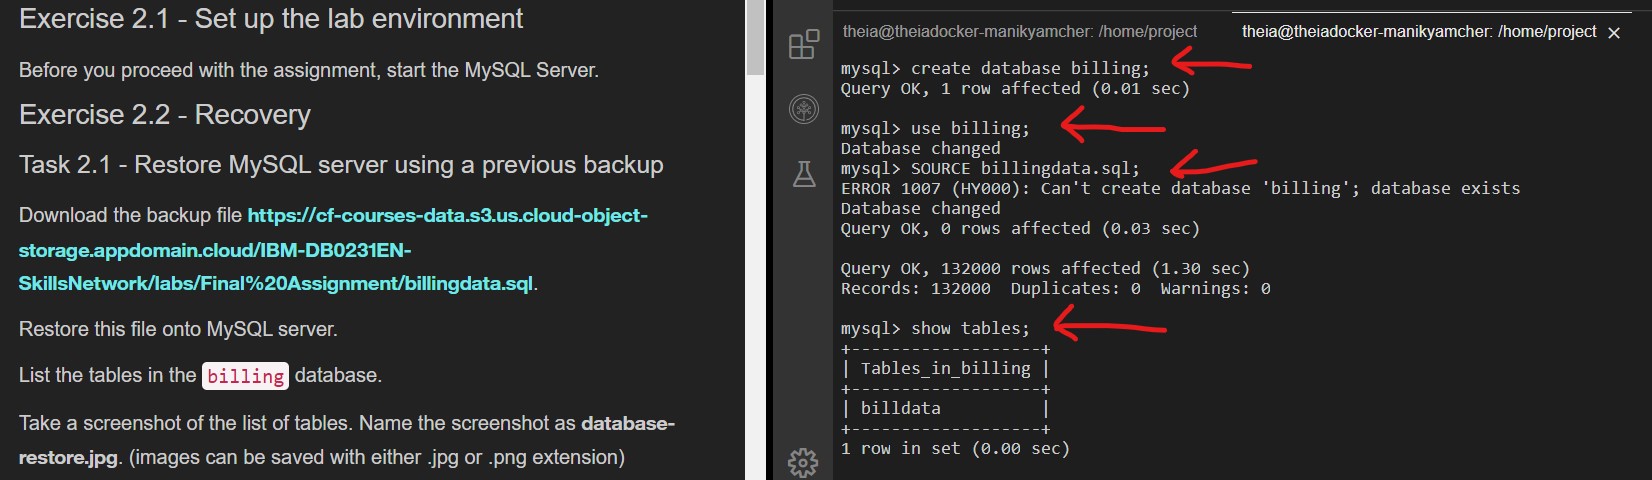 Exercise 2.1 - Set up the lab environment
Before you proceed with the assignment, start the MySQL Server.
Exercise 2.2 - Recovery
Task 2.1 - Restore MySQL server using a previous backup
Download the backup file https://cf-courses-data.s3.us.cloud-object-
storage.appdomain.cloud/IBM-DB0231EN-
SkillsNetwork/labs/Final%20Assignment/billingdata.sql.
Restore this file onto MySQL server.
List the tables in the billing database.
Take a screenshot of the list of tables. Name the screenshot as database-
restore.jpg. (images can be saved with either .jpg or .png extension)
theia@theiadocker-manikyamcher: /home/project
theia@theiadocker-manikyamcher: /home/project ×
mysql> create database billing;
Query OK, 1 row affected (0.01 sec)
mysql> use billing;
Database changed
mysql> SOURCE billingdata.sql;
ERROR 1007 (HY000): Can't create database 'billing'; database exists
Database changed
Query OK, 0 rows affected (0.03 sec)
Query OK, 132000 rows affected (1.30 sec)
Records: 132000  Duplicates: 0  Warnings: 0
mysql> show tables;
+-------------------+
| Tables_in_billing |
+-------------------+
| billdata          |
+-------------------+
1 row in set (0.00 sec)